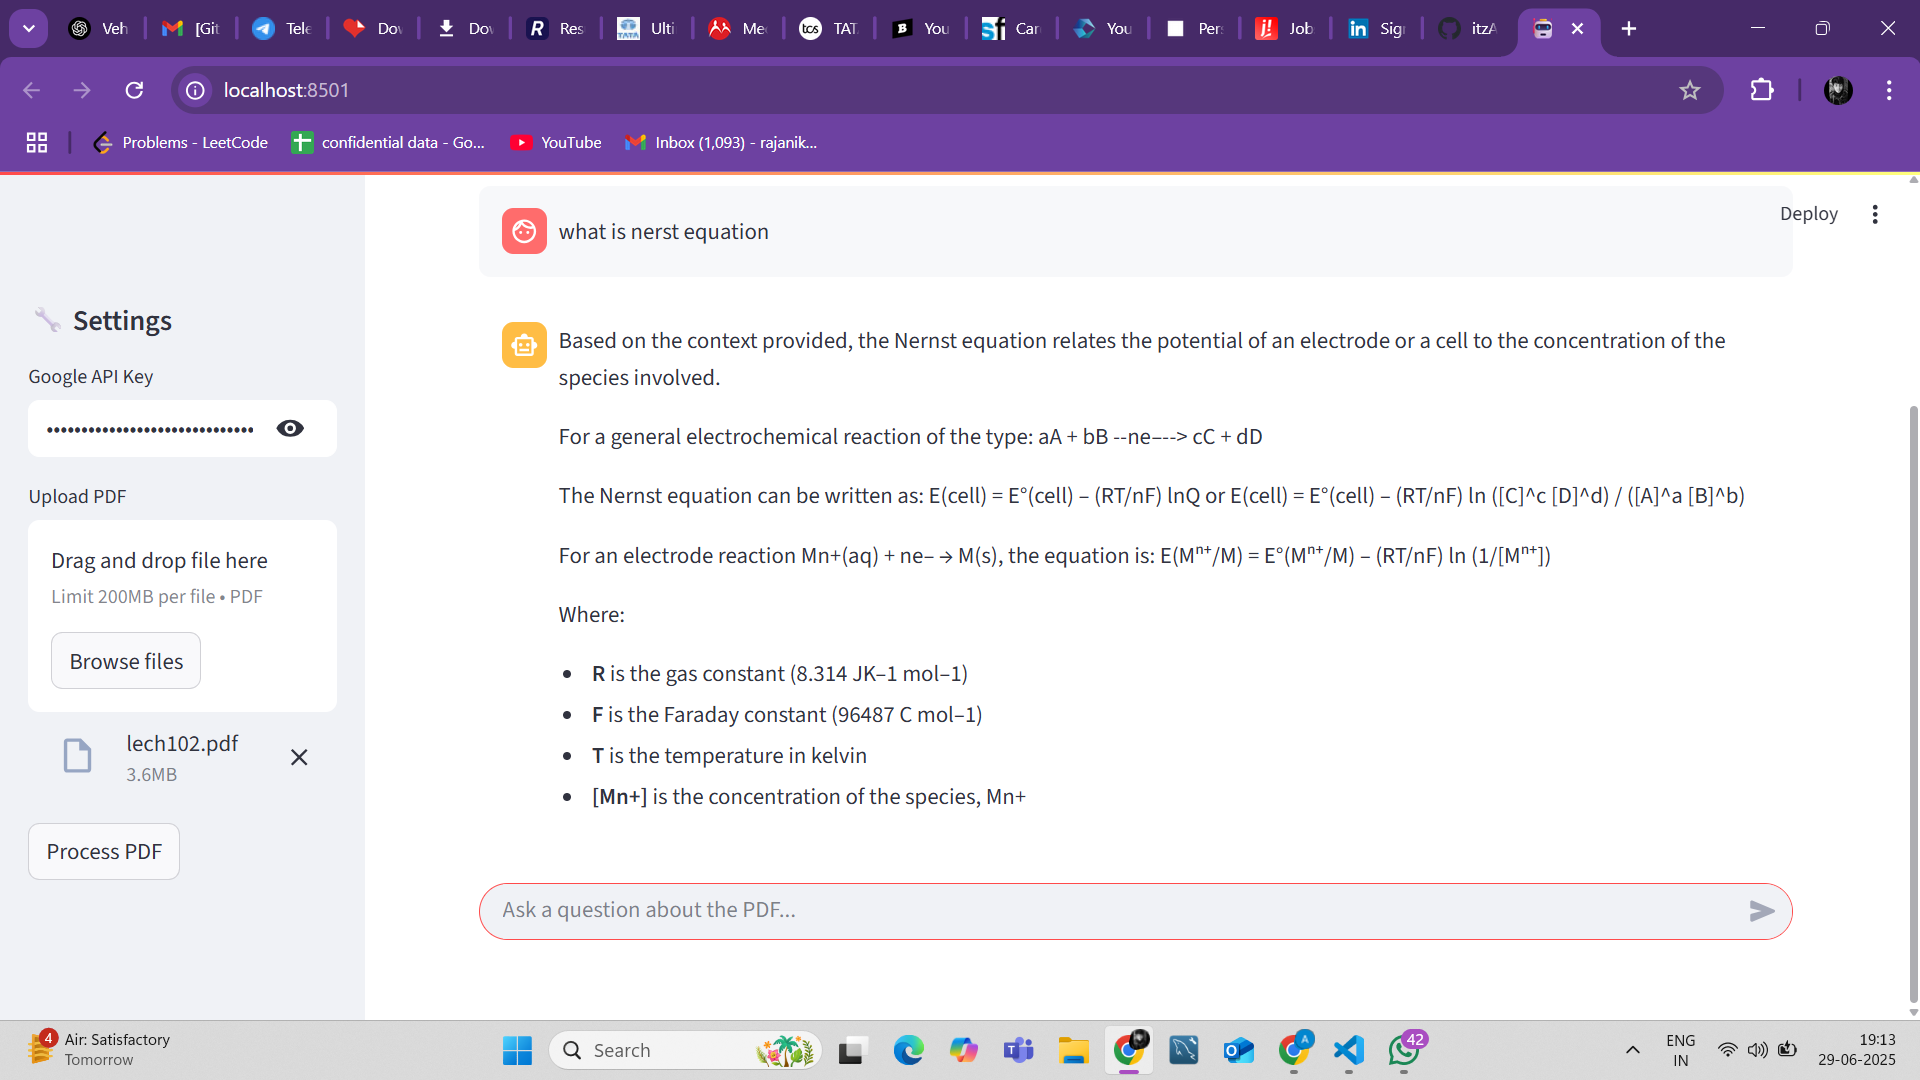 Veh
[Git
Tele
Dov
Dov
Res
Ulti
Me
TAT
You
Car
You
Per
Job
Sigr
itzA
localhost:8501
Problems - LeetCode
confidential data - Go...
YouTube
Inbox (1,093) - rajanik...
Deploy
what is nerst equation
Settings
Google API Key
Upload PDF
Drag and drop file here
Limit 200MB per file • PDF
Browse files
lech102.pdf
3.6MB
Process PDF
Based on the context provided, the Nernst equation relates the potential of an electrode or a cell to the concentration of the
species involved.
For a general electrochemical reaction of the type: aA + bB --ne–--> cC + dD
The Nernst equation can be written as: E(cell) = E°(cell) – (RT/nF) lnQ or E(cell) = E°(cell) – (RT/nF) ln ([C]^c [D]^d) / ([A]^a [B]^b)
For an electrode reaction Mn+(aq) + ne– → M(s), the equation is: E(Mⁿ⁺/M) = E°(Mⁿ⁺/M) – (RT/nF) ln (1/[Mⁿ⁺])
Where:
• R is the gas constant (8.314 JK–1 mol–1)
• F is the Faraday constant (96487 C mol–1)
• T is the temperature in kelvin
• [Mn+] is the concentration of the species, Mn+
Ask a question about the PDF...
4
Air: Satisfactory
Tomorrow
Search
A
42
ENG
IN
19:13
29-06-2025